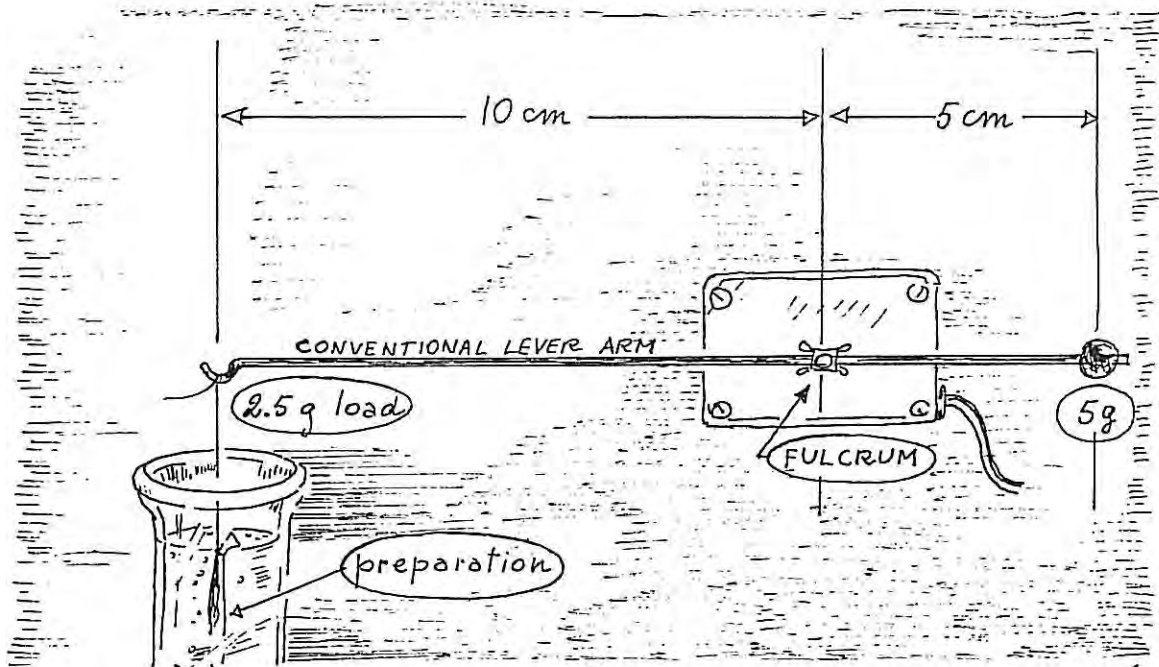 10 cm
5 cm
CONVENTIONAL LEVER ARM
2.5 g load
5g
FULCRUM
preparation